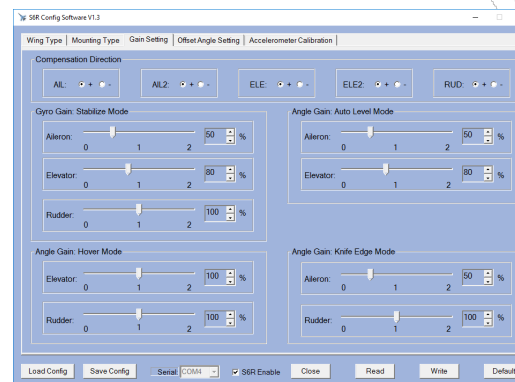 S6R Config Software V1.3
Wing Type Mounting Type Gain Setting Offset Angle Setting Accelerometer Calibration
Compensation Direction
AIL: + - AIL2: + - ELE: + - ELE2: + - RUD: + -
Gyro Gain: Stabilize Mode Angle Gain: Auto Level Mode
Aileron: 50 % Aileron: 50 %
0 1 2 0 1 2
Elevator: 80 % Elevator: 80 %
0 1 2 0 1 2
Rudder: 100 %
0 1 2
Angle Gain: Hover Mode Angle Gain: Knife Edge Mode
Elevator: 100 % Aileron: 50 %
0 1 2 0 1 2
Rudder: 100 % Rudder: 100 %
0 1 2 0 1 2
Load Config Save Config Serial: COM4 S6R Enable Close Read Write Default